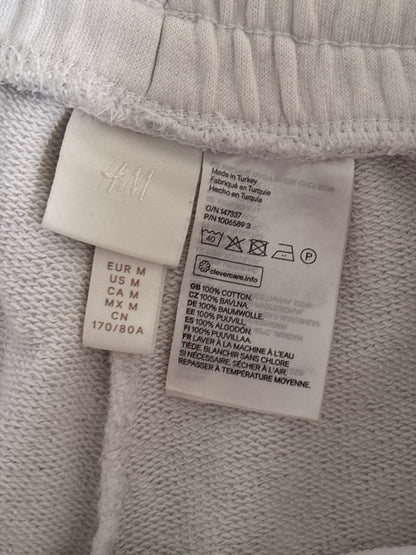 H&M
EUR M
US M
CA M
MX M
CN
170/80A
Made in Turkey
Fabriqué en Turquie
Hecho en Turquía
O/N 147337
P/N 1006589 3
40
P
clevercare.info
GB 100% COTTON.
CZ 100% BAVLNA.
DE 100% BAUMWOLLE.
EE 100% PUUVILL.
ES 100% ALGODÓN.
FI 100% PUUVILLAA.
FR LAVER À LA MACHINE À L'EAU
TIÈDE. BLANCHIR SANS CHLORE
SI NÉCESSAIRE. SÉCHER À L'AIR.
REPASSER À TEMPÉRATURE MOYENNE.